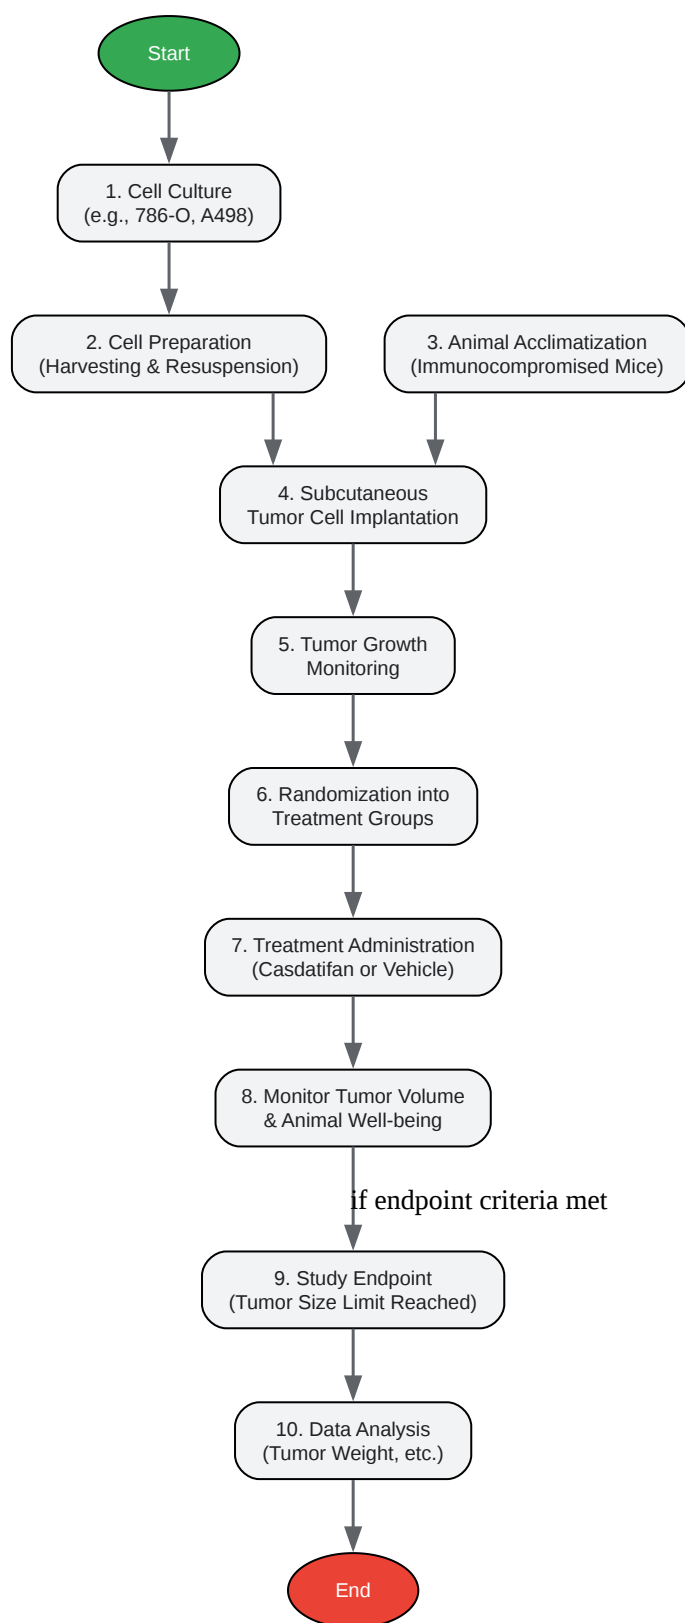 Start
1. Cell Culture
(e.g., 786-O, A498)
2. Cell Preparation
(Harvesting & Resuspension)
3. Animal Acclimatization
(Immunocompromised Mice)
4. Subcutaneous
Tumor Cell Implantation
5. Tumor Growth
Monitoring
6. Randomization into
Treatment Groups
7. Treatment Administration
(Casdatifan or Vehicle)
8. Monitor Tumor Volume
& Animal Well-being
if endpoint criteria met
9. Study Endpoint
(Tumor Size Limit Reached)
10. Data Analysis
(Tumor Weight, etc.)
End